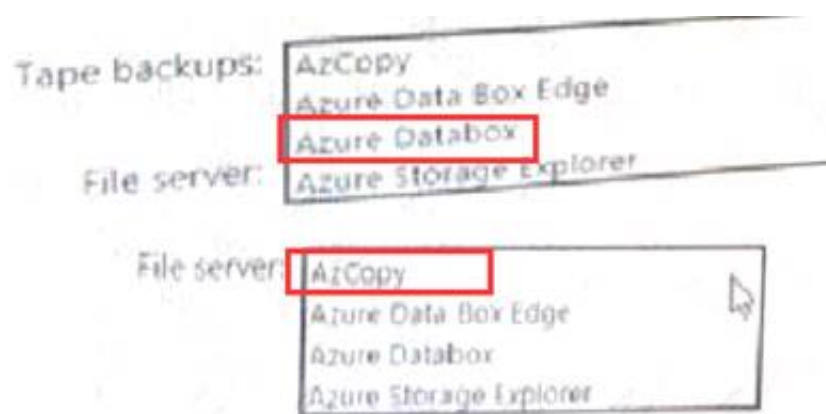 Tape backups:
AzCopy
Azure Data Box Edge
Azure Databox
File server:
Azure Storage Explorer
File server:
AzCopy
Azure Data Box Edge
Azure Databox
Azure Storage Explorer